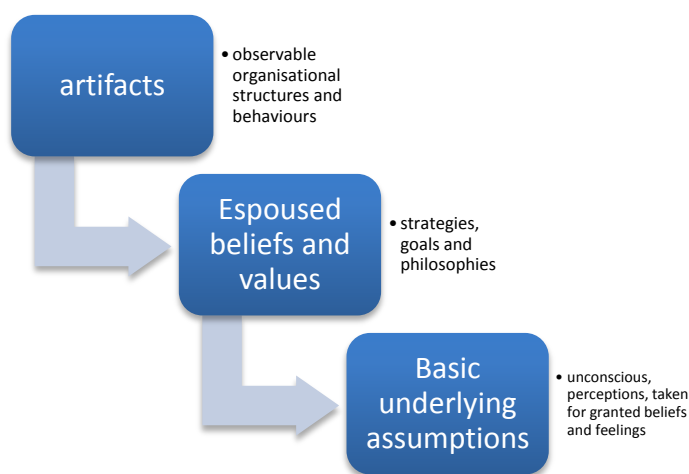 artifacts
• observable
organisational
structures and
behaviours
Espoused
beliefs and
values
• strategies,
goals and
philosophies
Basic
underlying
assumptions
• unconscious,
perceptions, taken
for granted beliefs
and feelings